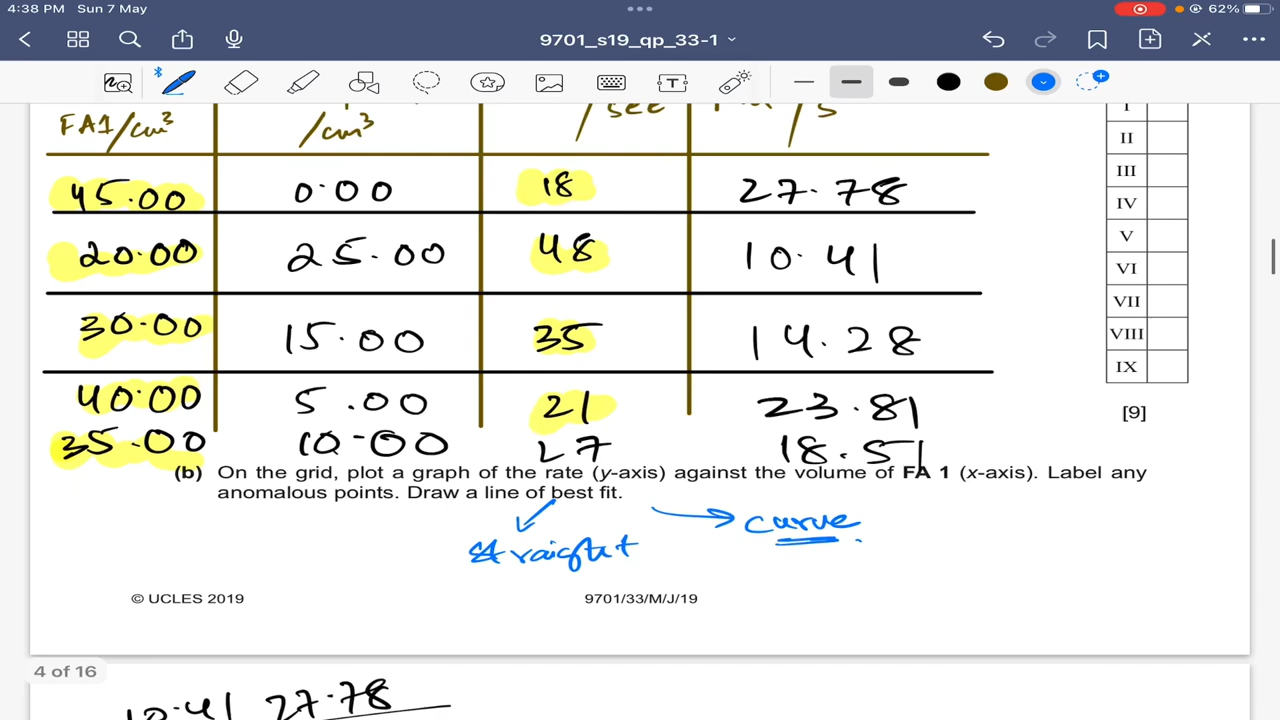 4:38 PM Sun 7 May
62%
9701_s19_qp_33-1
FA1/cm³ /cm³ /sec /s
45.00 0.00 18 27.78
20.00 25.00 48 10.41
30.00 15.00 35 14.28
40.00 5.00 21 23.81
35.00 10.00 27 18.51
I
II
III
IV
V
VI
VII
VIII
IX
[9]
(b) On the grid, plot a graph of the rate (y-axis) against the volume of FA 1 (x-axis). Label any
anomalous points. Draw a line of best fit.
straight curve.
© UCLES 2019 9701/33/M/J/19
4 of 16
10.41 27.78